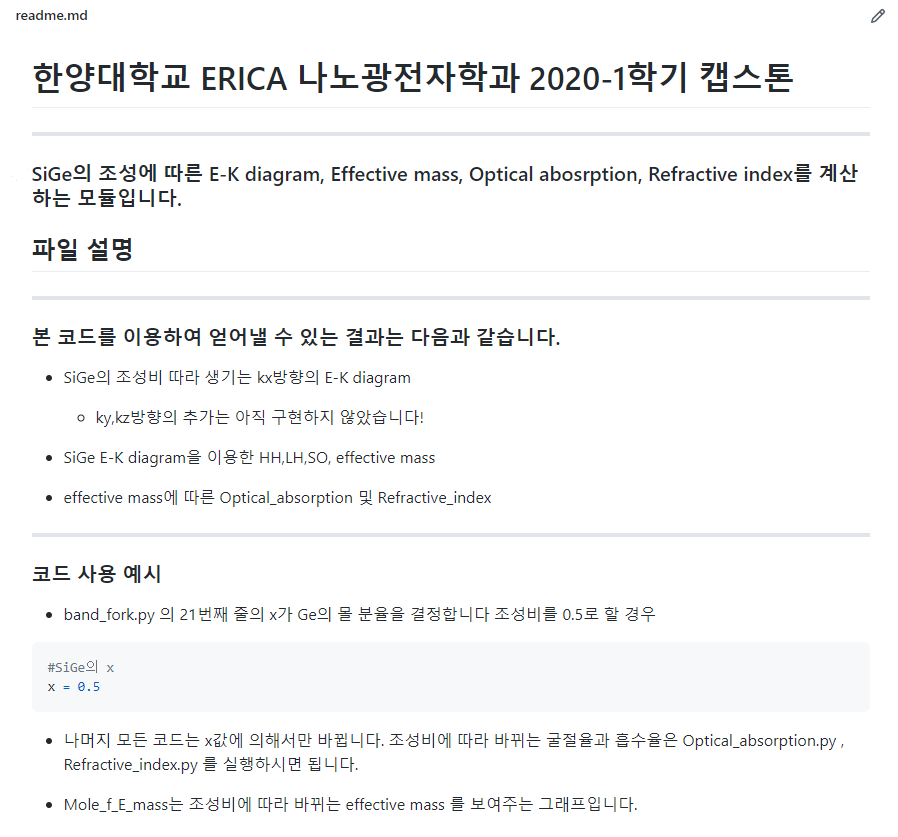 readme.md
한양대학교 ERICA 나노광전자학과 2020-1학기 캡스톤
SiGe의 조성에 따른 E-K diagram, Effective mass, Optical abosrption, Refractive index를 계산
하는 모듈입니다.
파일 설명
본 코드를 이용하여 얻어낼 수 있는 결과는 다음과 같습니다.
SiGe의 조성비 따라 생기는 kx방향의 E-K diagram
ky,kz방향의 추가는 아직 구현하지 않았습니다!
SiGe E-K diagram을 이용한 HH,LH,SO, effective mass
effective mass에 따른 Optical_absorption 및 Refractive_index
코드 사용 예시
band_fork.py 의 21번째 줄의 x가 Ge의 몰 분율을 결정합니다 조성비를 0.5로 할 경우
#SiGe의 x
x = 0.5
나머지 모든 코드는 x값에 의해서만 바뀝니다. 조성비에 따라 바뀌는 굴절율과 흡수율은 Optical_absorption.py ,
Refractive_index.py 를 실행하시면 됩니다.
Mole_f_E_mass는 조성비에 따라 바뀌는 effective mass 를 보여주는 그래프입니다.